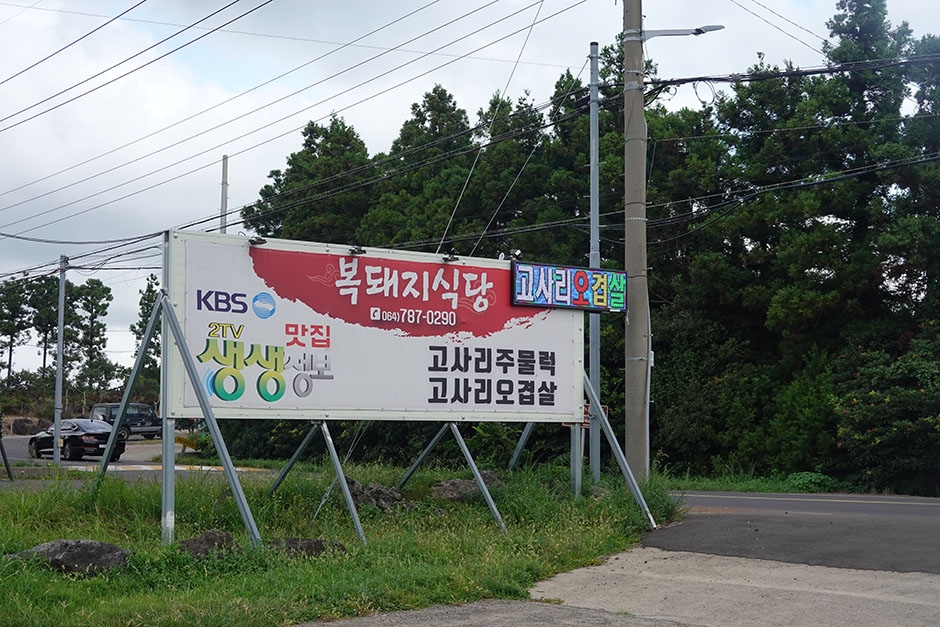 복돼지식당
(064)787-0290
고사리오겹살
KBS
2TV
생생정보
맛집
고사리주물럭
고사리오겹살